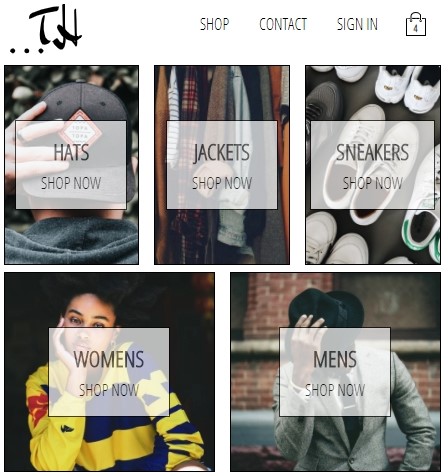 ...TH
SHOP CONTACT SIGN IN 4
HATS
SHOP NOW
JACKETS
SHOP NOW
SNEAKERS
SHOP NOW
WOMENS
SHOP NOW
MENS
SHOP NOW